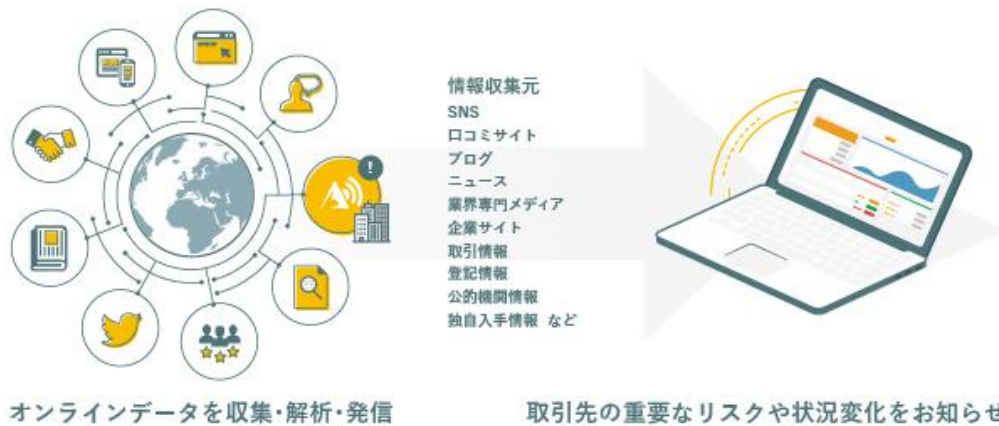 情報収集元
SNS
口コミサイト
ブログ
ニュース
業界専門メディア
企業サイト
取引情報
登記情報
公的機関情報
独自入手情報 など
オンラインデータを収集・解析・発信
取引先の重要なリスクや状況変化をお知らせ